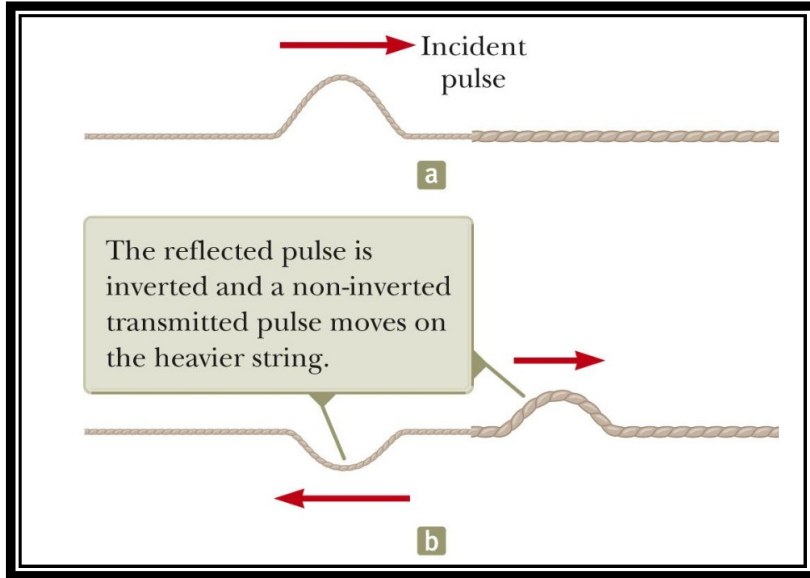 Incident
pulse
a
The reflected pulse is
inverted and a non-inverted
transmitted pulse moves on
the heavier string.
b